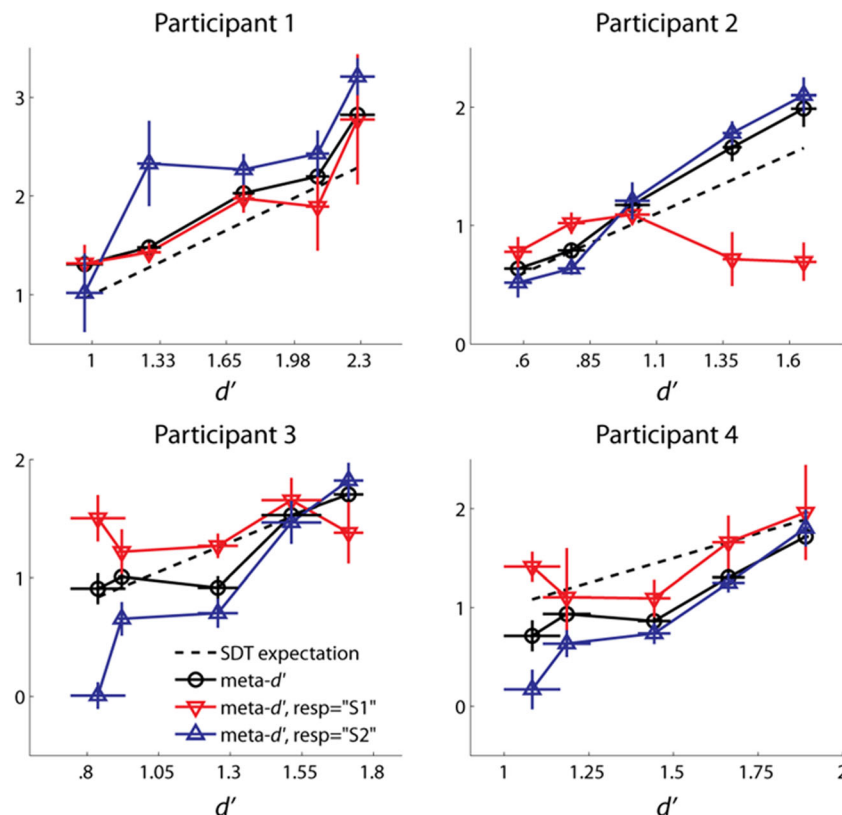 Participant 1
3
2
1
1 1.33 1.65 1.98 2.3
d′
Participant 2
2
1
0
.6 .85 1.1 1.35 1.6
d′
Participant 3
2
1
0
SDT expectation
meta-d′
meta-d′, resp="S1"
meta-d′, resp="S2"
.8 1.05 1.3 1.55 1.8
d′
Participant 4
2
1
0
1 1.25 1.5 1.75 2
d′